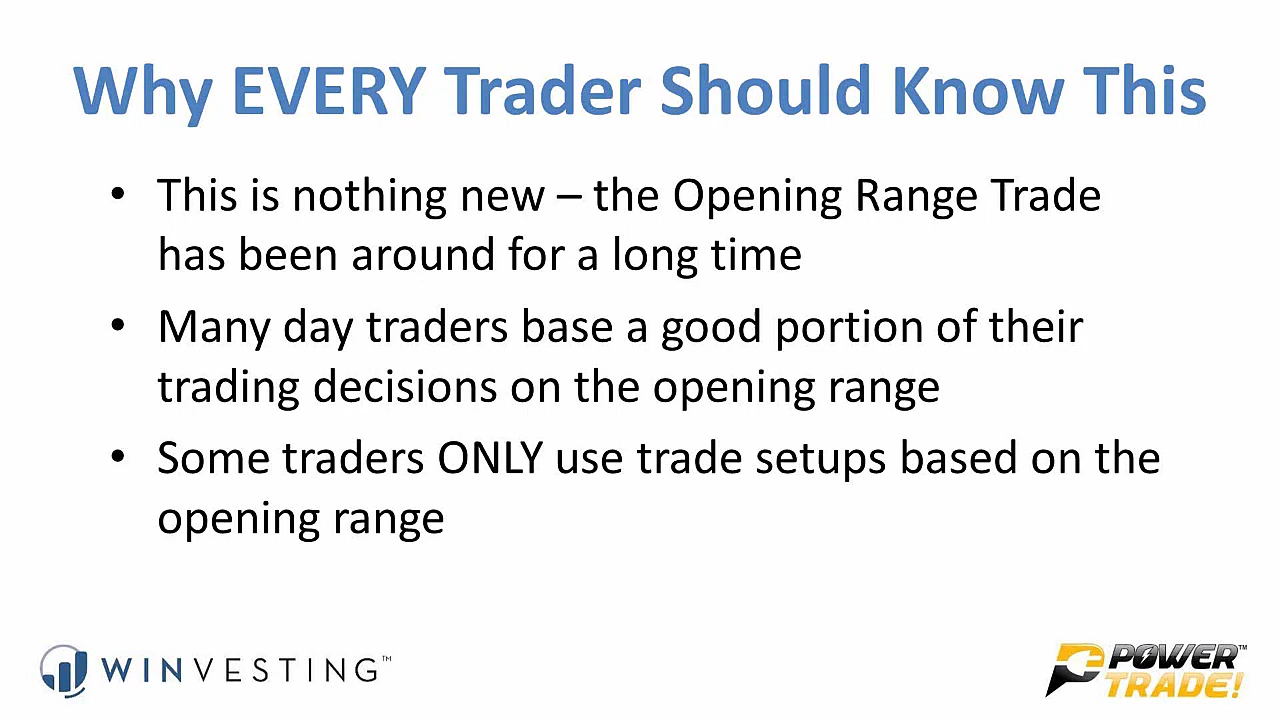 Why EVERY Trader Should Know This
• This is nothing new – the Opening Range Trade
has been around for a long time
• Many day traders base a good portion of their
trading decisions on the opening range
• Some traders ONLY use trade setups based on the
opening range
WINVESTING™
POWER™
TRADE!